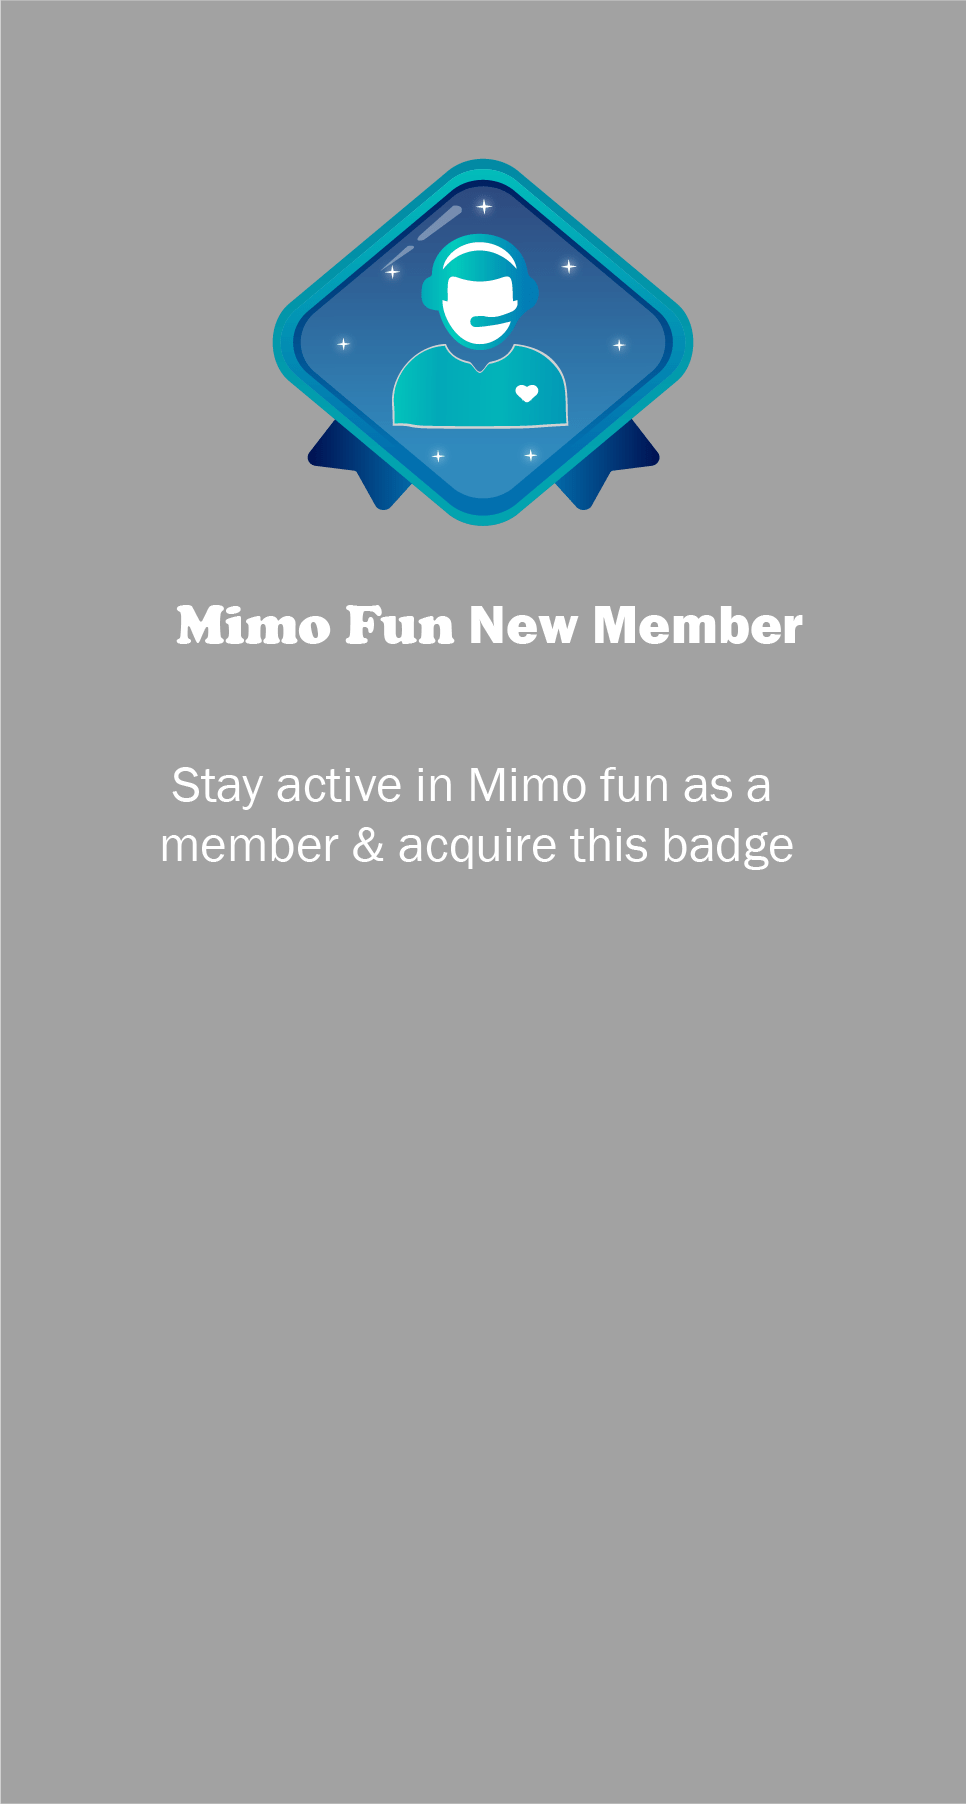 Mimo Fun New Member
Stay active in Mimo fun as a
member & acquire this badge